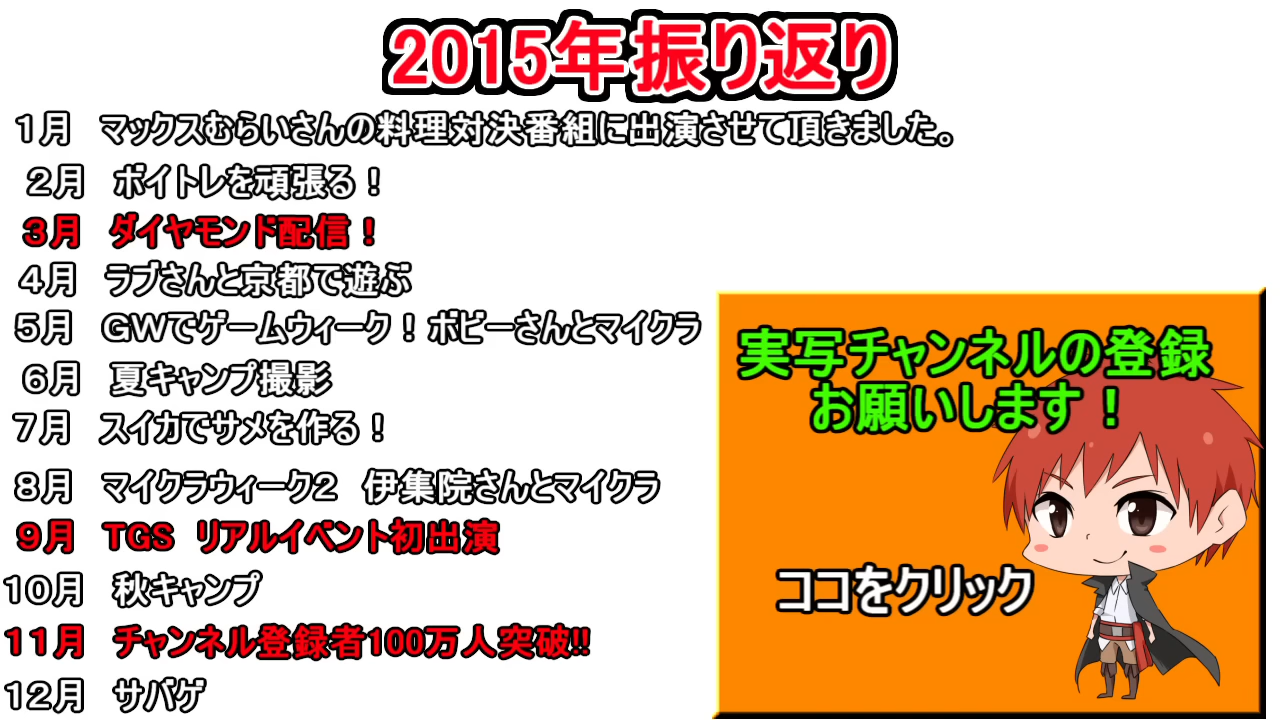 2015年振り返り
1月 マックスむらいさんの料理対決番組に出演させて頂きました。
２月 ボイトレを頑張る！
３月 ダイヤモンド配信！
４月 ラブさんと京都で遊ぶ
５月 ＧＷでゲームウィーク！ボビーさんとマイクラ
６月 夏キャンプ撮影
７月 スイカでサメを作る！
８月 マイクラウィーク２ 伊集院さんとマイクラ
９月 TGS リアルイベント初出演
１０月 秋キャンプ
１１月 チャンネル登録者100万人突破!!
１２月 サバゲ
実写チャンネルの登録
お願いします！
ココをクリック